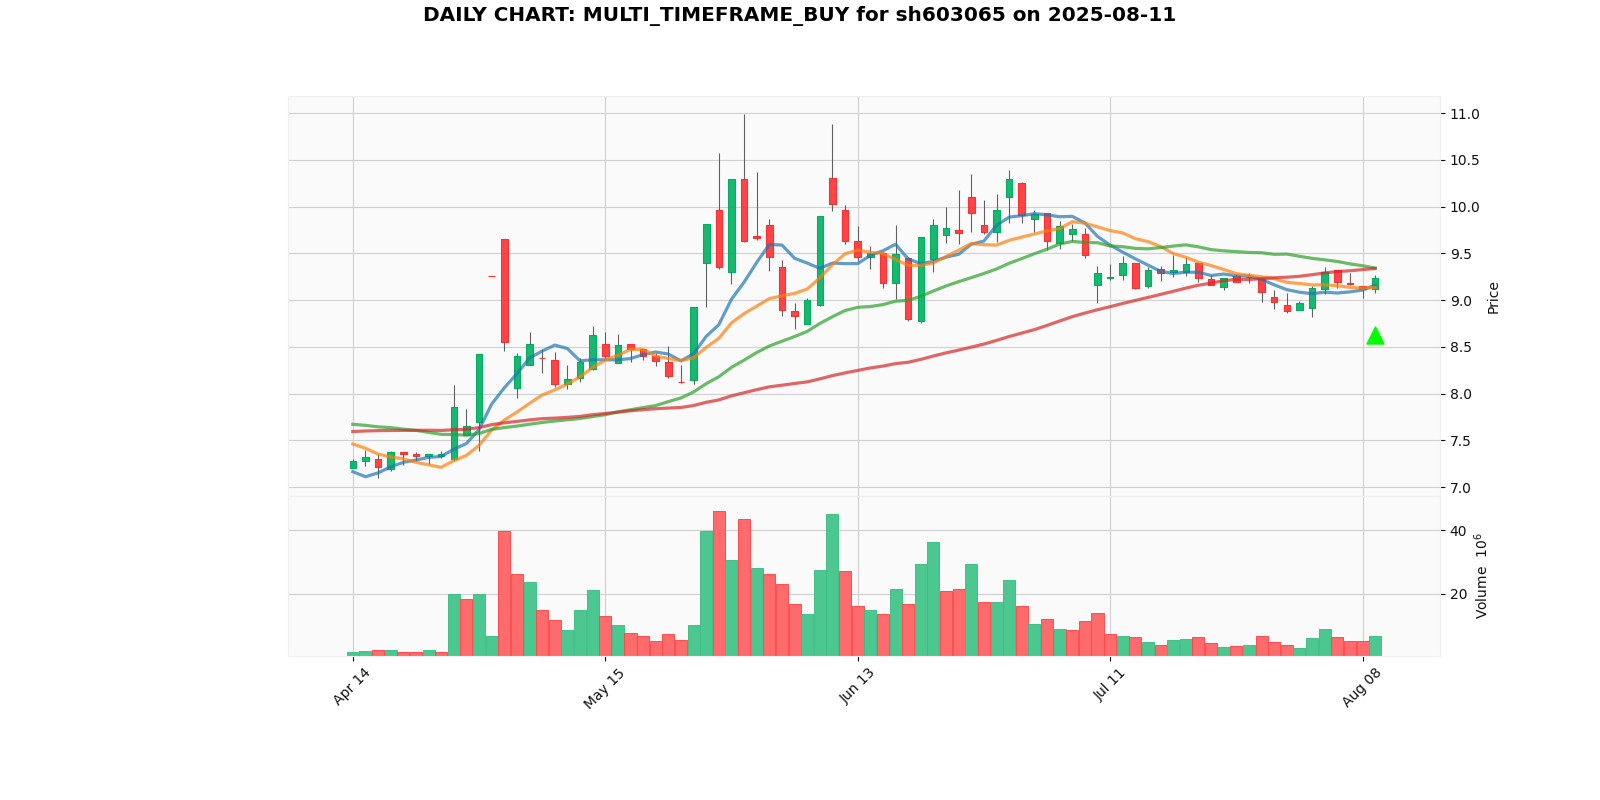 DAILY CHART: MULTI_TIMEFRAME_BUY for sh603065 on 2025-08-11
11.0
10.5
10.0
9.5
9.0
8.5
8.0
7.5
7.0
Price
40
20
Volume 10^6
Apr 14
May 15
Jun 13
Jul 11
Aug 08